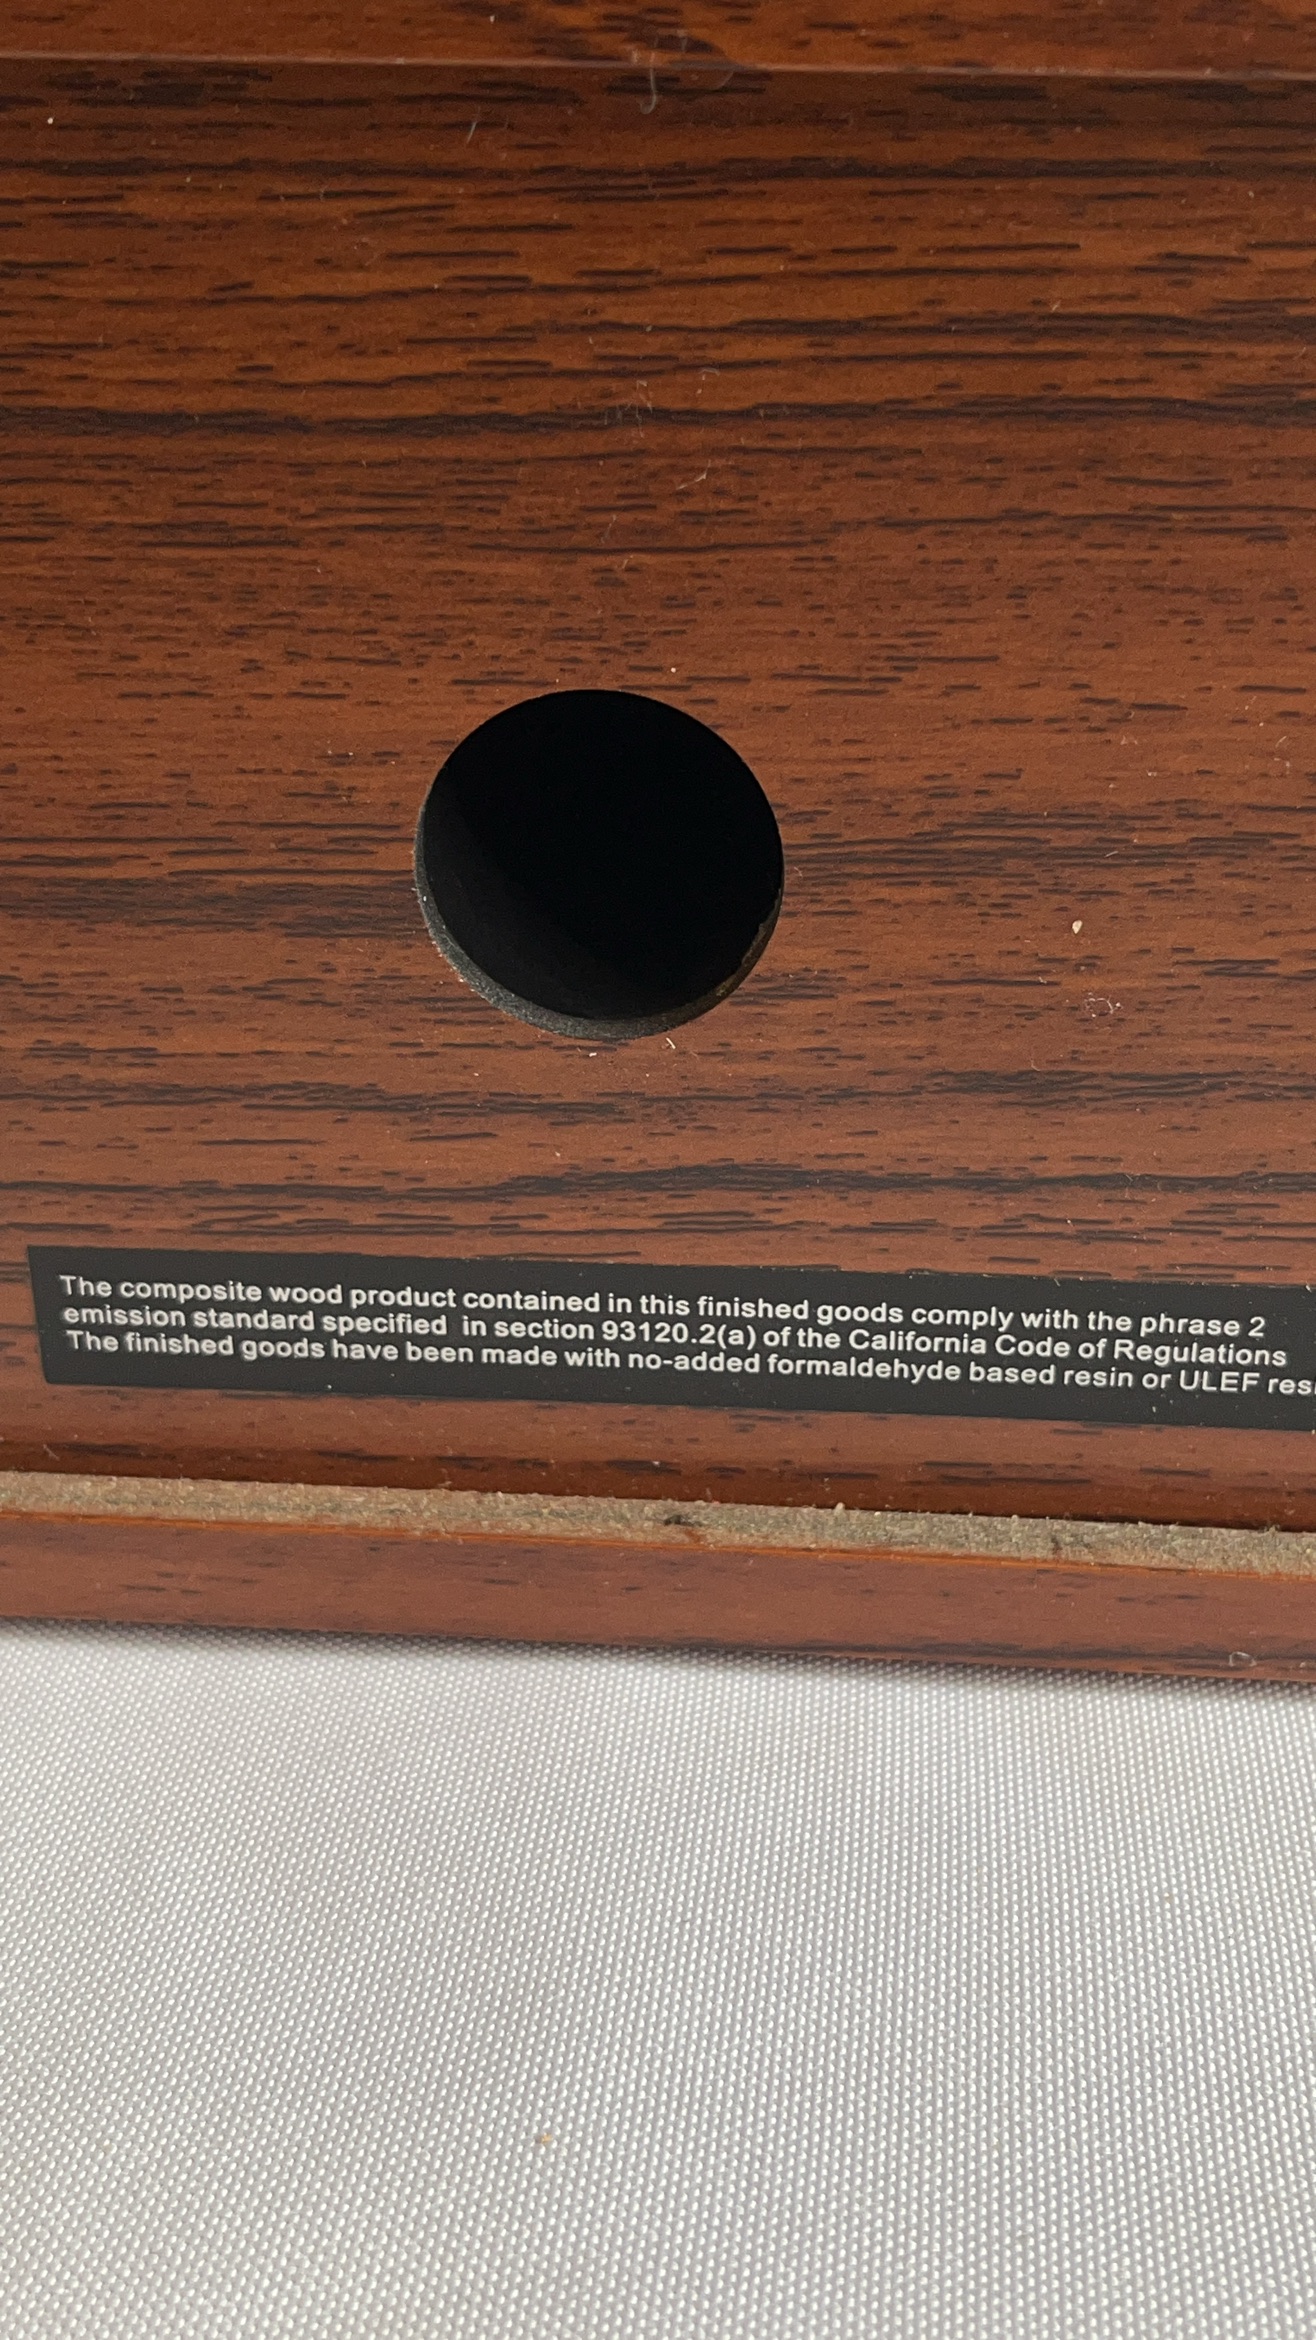 The composite wood product contained in this finished goods comply with the phrase 2
emission standard specified in section 93120.2(a) of the California Code of Regulations
The finished goods have been made with no-added formaldehyde based resin or ULEF